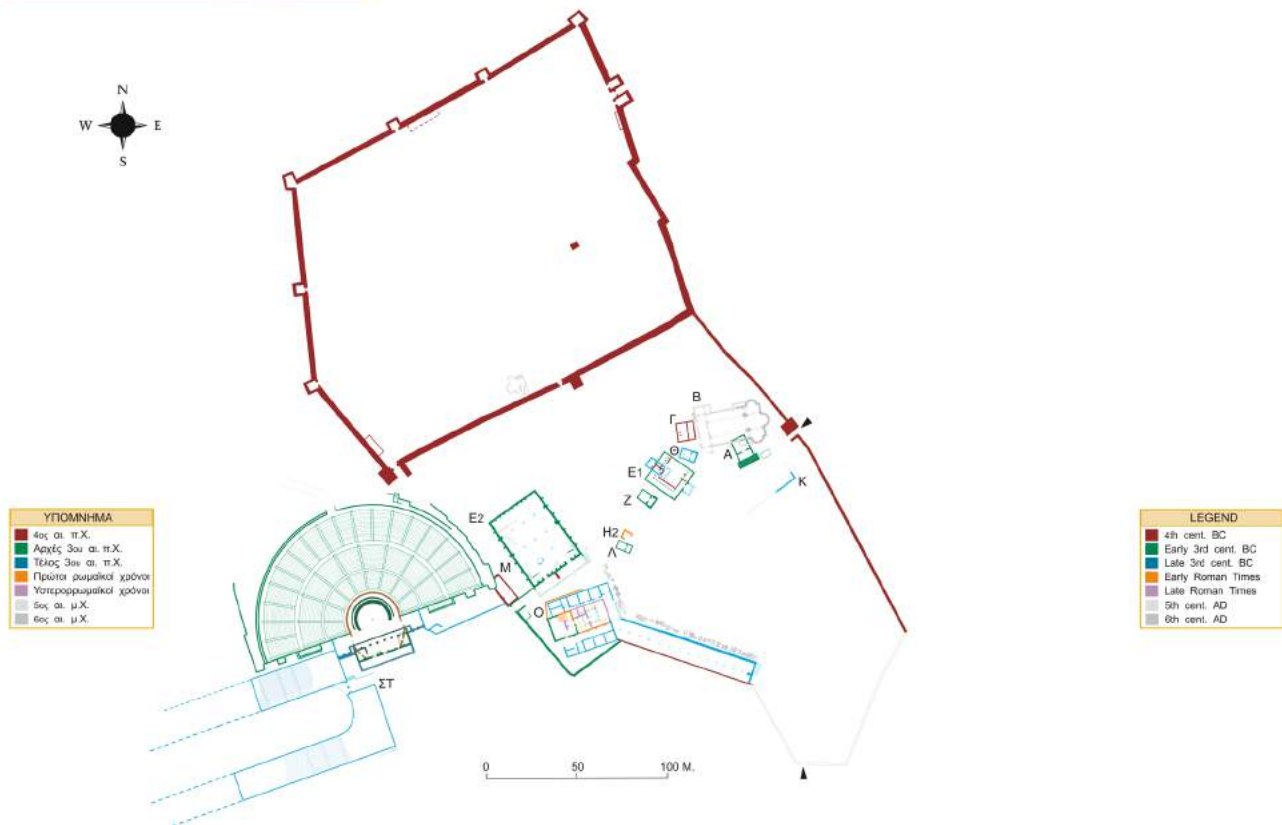 N
W E
S
B
Γ
Θ
A
E1
K
Z
E2
H2
Λ
M
O
ΣΤ
ΥΠΟΜΝΗΜΑ
4ος αι. π.Χ.
Αρχές 3ου αι. π.Χ.
Τέλος 3ου αι. π.Χ.
Πρώτοι ρωμαϊκοί χρόνοι
Υστερορρωμαϊκοί χρόνοι
5ος αι. μ.Χ.
6ος αι. μ.Χ.
LEGEND
4th cent. BC
Early 3rd cent. BC
Late 3rd cent. BC
Early Roman Times
Late Roman Times
5th cent. AD
6th cent. AD
0 50 100 M.